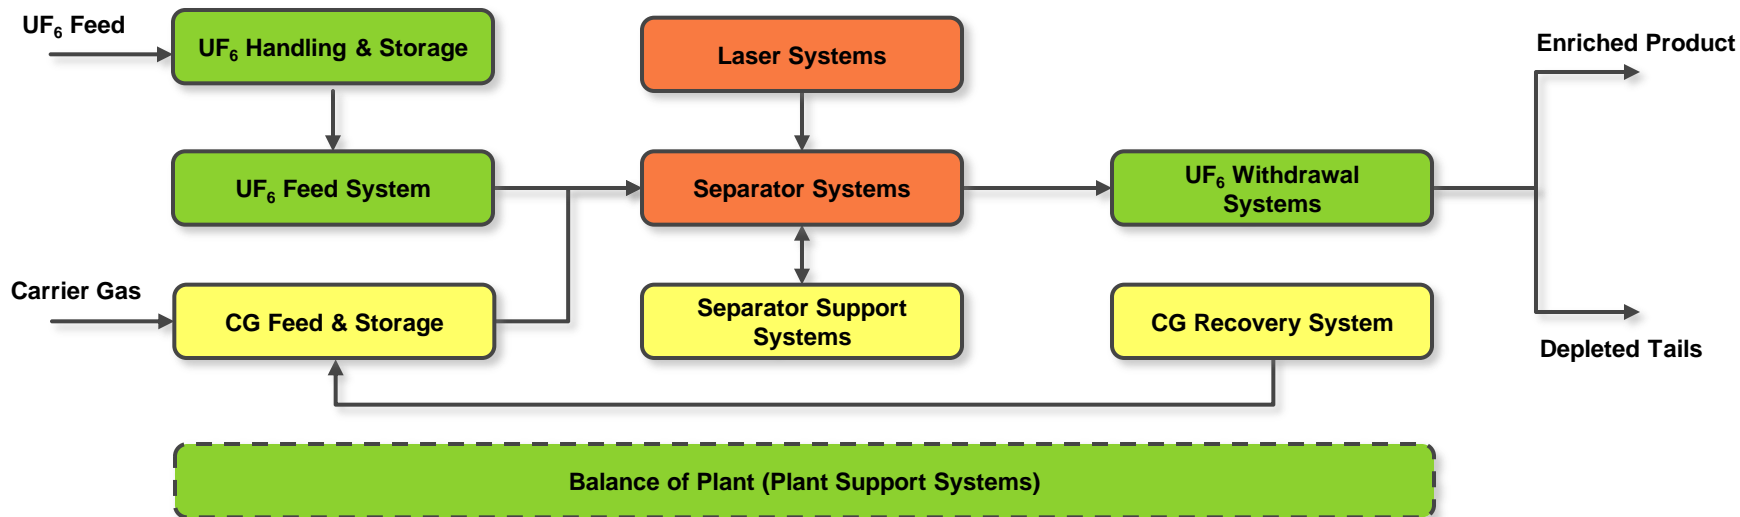 UF₆ Feed
UF₆ Handling & Storage
Laser Systems
Enriched Product
UF₆ Feed System
Separator Systems
UF₆ Withdrawal
Systems
Carrier Gas
CG Feed & Storage
Separator Support
Systems
CG Recovery System
Depleted Tails
Balance of Plant (Plant Support Systems)